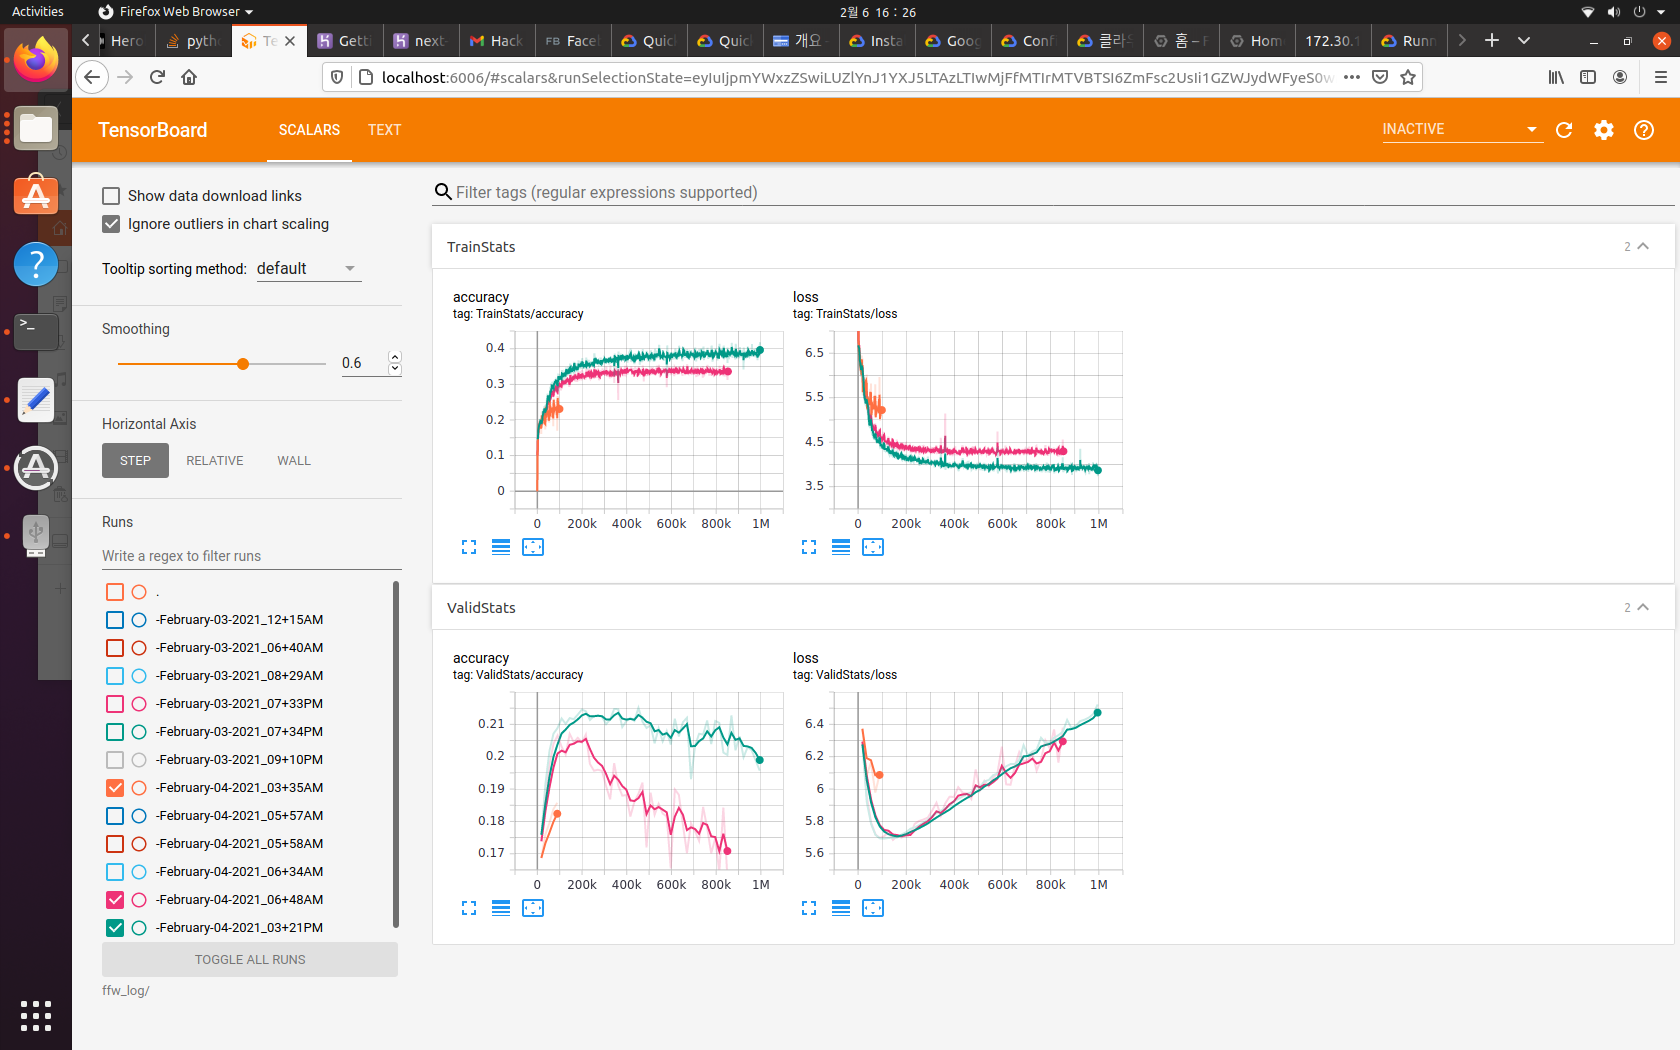 Activities
Firefox Web Browser
2월 6 16 : 26
Hero
pyth
Te
Getti
next-
Hack
FB Facel
Quic
Quic
개요
Insta
Goog
Conf
클라우
홈 – F
Hom
172.30.1
Runn
localhost:6006/#scalars&runSelectionState=eyIuIjpmYWxzZSwiLUZlYnJ1YXJ5LTAzLTIwMjFfMTIrMTVBTSI6ZmFsc2UsIi1GZWJydWFyeS0w
TensorBoard
SCALARS
TEXT
INACTIVE
Show data download links
Ignore outliers in chart scaling
Tooltip sorting method: default
Smoothing
0.6
Horizontal Axis
STEP
RELATIVE
WALL
Runs
Write a regex to filter runs
.
-February-03-2021_12+15AM
-February-03-2021_06+40AM
-February-03-2021_08+29AM
-February-03-2021_07+33PM
-February-03-2021_07+34PM
-February-03-2021_09+10PM
-February-04-2021_03+35AM
-February-04-2021_05+57AM
-February-04-2021_05+58AM
-February-04-2021_06+34AM
-February-04-2021_06+48AM
-February-04-2021_03+21PM
TOGGLE ALL RUNS
ffw_log/
Filter tags (regular expressions supported)
TrainStats
2
accuracy
tag: TrainStats/accuracy
0.4
0.3
0.2
0.1
0
0 200k 400k 600k 800k 1M
loss
tag: TrainStats/loss
6.5
5.5
4.5
3.5
0 200k 400k 600k 800k 1M
ValidStats
2
accuracy
tag: ValidStats/accuracy
0.21
0.2
0.19
0.18
0.17
0 200k 400k 600k 800k 1M
loss
tag: ValidStats/loss
6.4
6.2
6
5.8
5.6
0 200k 400k 600k 800k 1M